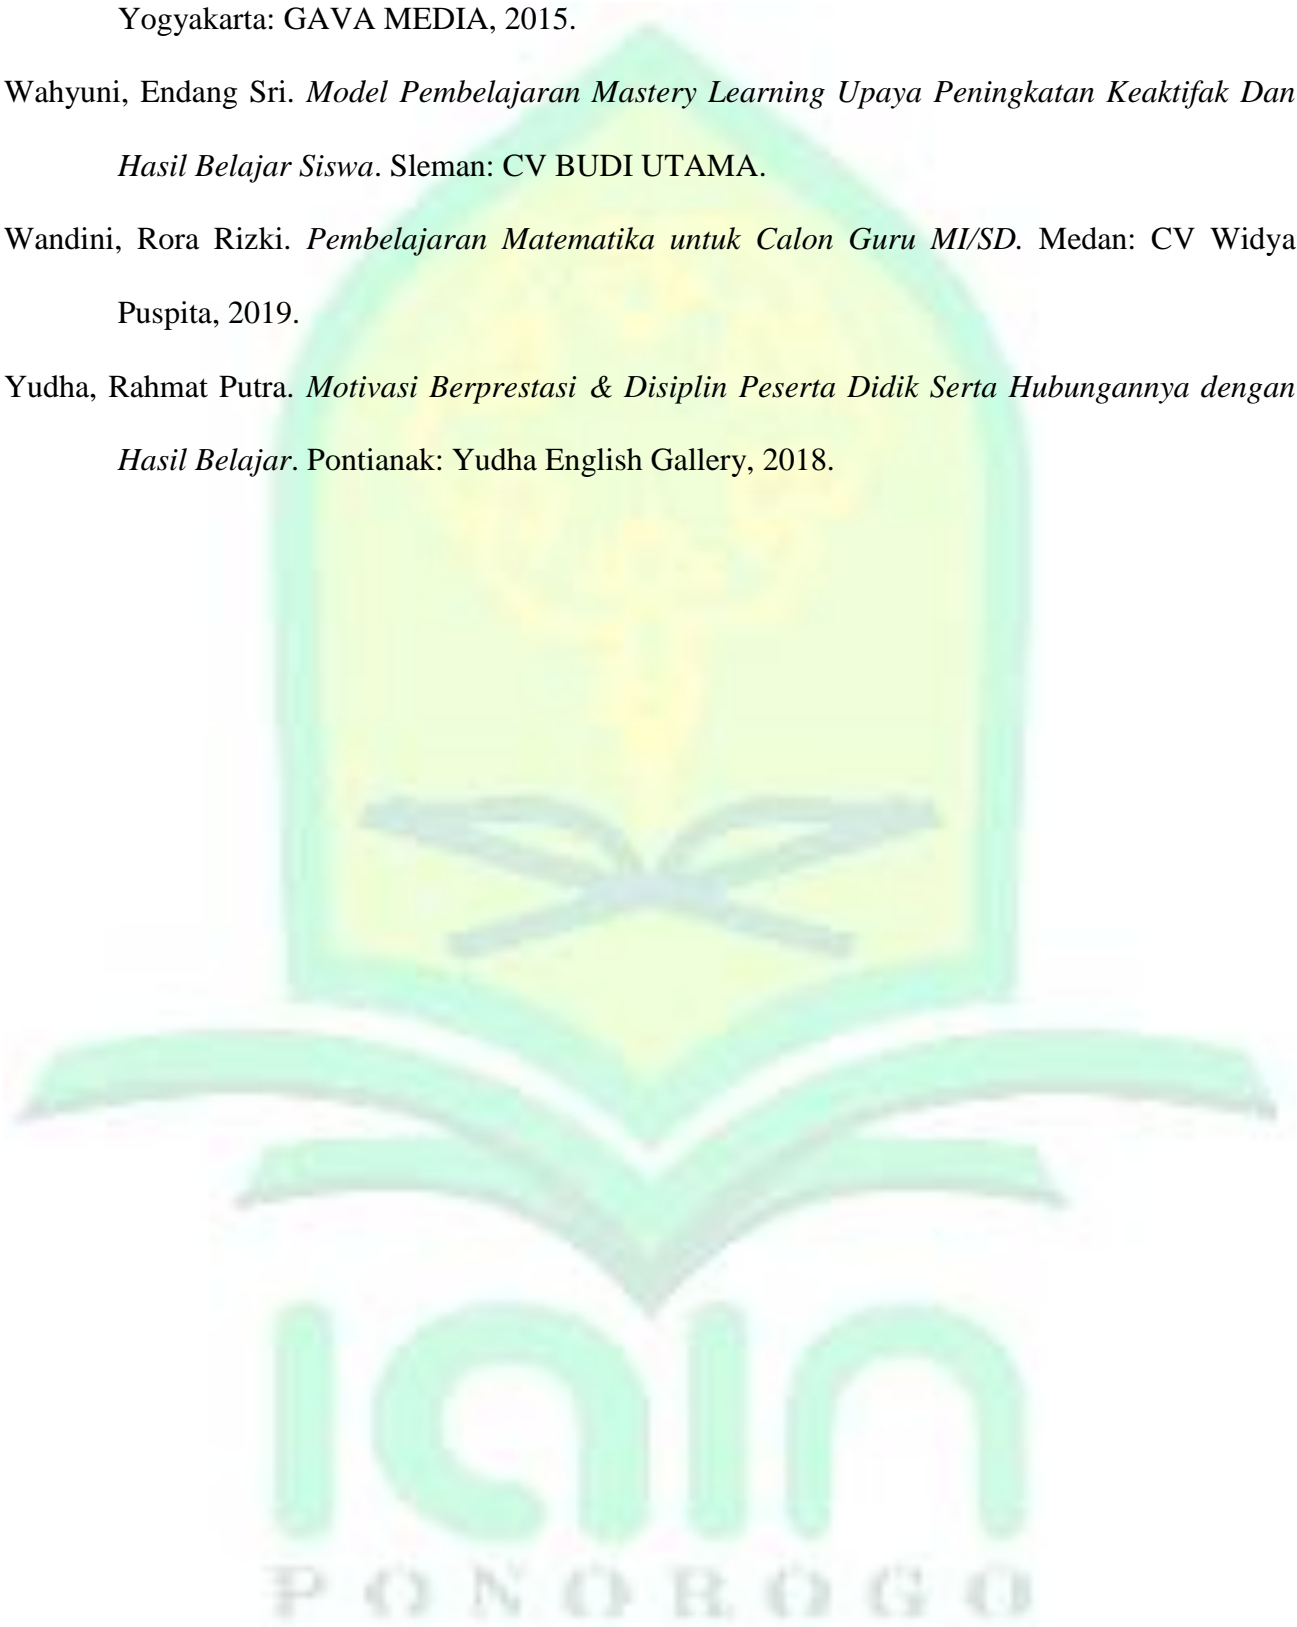 Yogyakarta: GAVA MEDIA, 2015.
Wahyuni, Endang Sri. Model Pembelajaran Mastery Learning Upaya Peningkatan Keaktifak Dan
Hasil Belajar Siswa. Sleman: CV BUDI UTAMA.
Wandini, Rora Rizki. Pembelajaran Matematika untuk Calon Guru MI/SD. Medan: CV Widya
Puspita, 2019.
Yudha, Rahmat Putra. Motivasi Berprestasi & Disiplin Peserta Didik Serta Hubungannya dengan
Hasil Belajar. Pontianak: Yudha English Gallery, 2018.
iain
PONOROGO